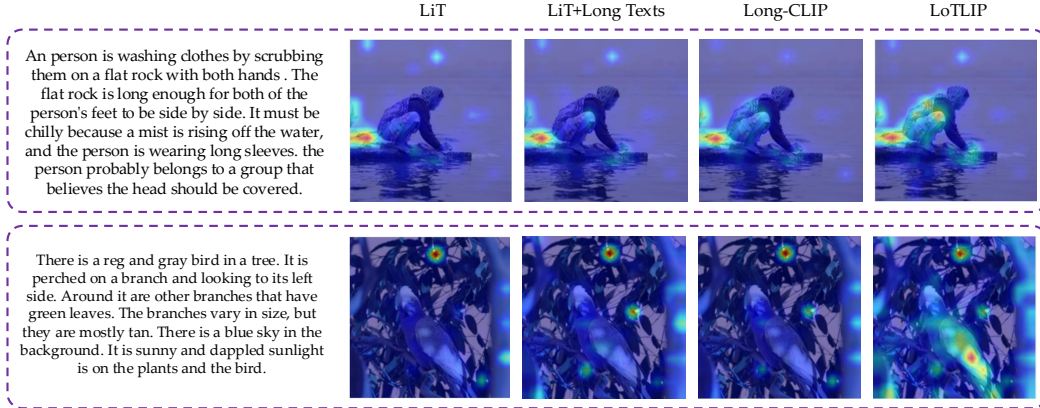 LiT LiT+Long Texts Long-CLIP LoTLIP
An person is washing clothes by scrubbing
them on a flat rock with both hands . The
flat rock is long enough for both of the
person's feet to be side by side. It must be
chilly because a mist is rising off the water,
and the person is wearing long sleeves. the
person probably belongs to a group that
believes the head should be covered.
There is a reg and gray bird in a tree. It is
perched on a branch and looking to its left
side. Around it are other branches that have
green leaves. The branches vary in size, but
they are mostly tan. There is a blue sky in the
background. It is sunny and dappled sunlight
is on the plants and the bird.